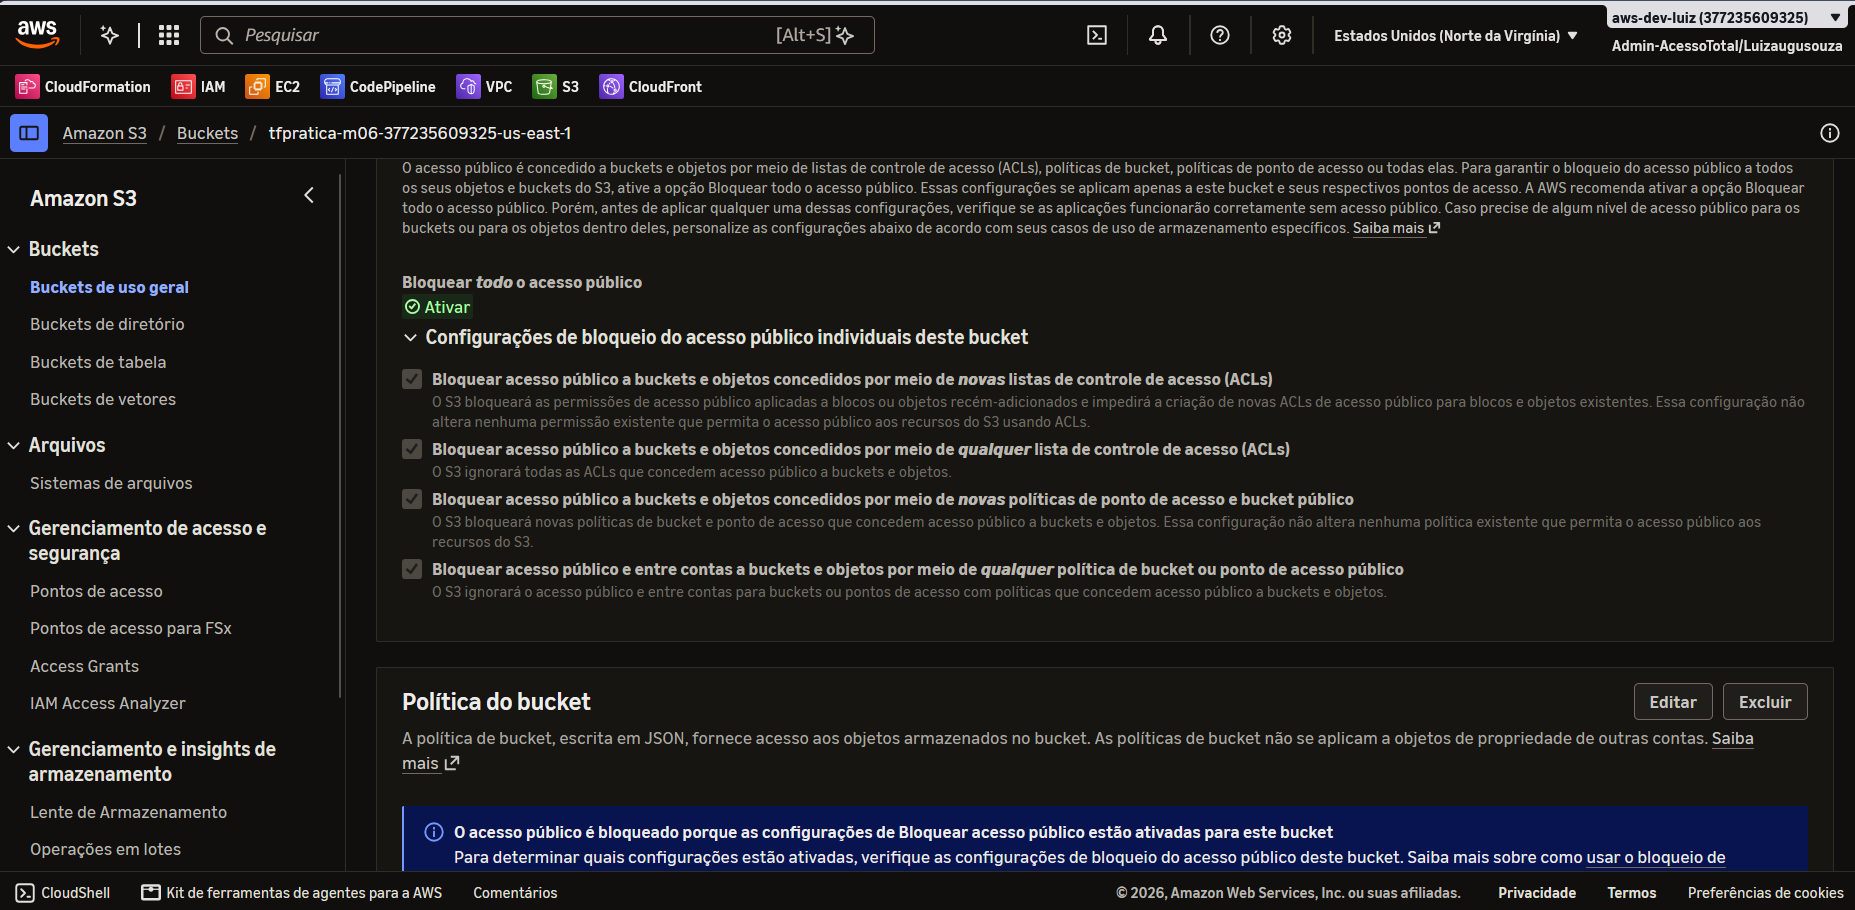 aws
Pesquisar
[Alt+S]
Estados Unidos (Norte da Virgínia)
aws-dev-luiz (377235609325)
Admin-AcessoTotal/Luizaugusouza
CloudFormation
IAM
EC2
CodePipeline
VPC
S3
CloudFront
Amazon S3 / Buckets / tfpratica-m06-377235609325-us-east-1
Amazon S3
Buckets
Buckets de uso geral
Buckets de diretório
Buckets de tabela
Buckets de vetores
Arquivos
Sistemas de arquivos
Gerenciamento de acesso e
segurança
Pontos de acesso
Pontos de acesso para FSx
Access Grants
IAM Access Analyzer
Gerenciamento e insights de
armazenamento
Lente de Armazenamento
Operações em lotes
O acesso público é concedido a buckets e objetos por meio de listas de controle de acesso (ACLs), políticas de bucket, políticas de ponto de acesso ou todas elas. Para garantir o bloqueio do acesso público a todos
os seus objetos e buckets do S3, ative a opção Bloquear todo o acesso público. Essas configurações se aplicam apenas a este bucket e seus respectivos pontos de acesso. A AWS recomenda ativar a opção Bloquear
todo o acesso público. Porém, antes de aplicar qualquer uma dessas configurações, verifique se as aplicações funcionarão corretamente sem acesso público. Caso precise de algum nível de acesso público para os
buckets ou para os objetos dentro deles, personalize as configurações abaixo de acordo com seus casos de uso de armazenamento específicos. Saiba mais
Bloquear todo o acesso público
Ativar
Configurações de bloqueio do acesso público individuais deste bucket
Bloquear acesso público a buckets e objetos concedidos por meio de novas listas de controle de acesso (ACLs)
O S3 bloqueará as permissões de acesso público aplicadas a blocos ou objetos recém-adicionados e impedirá a criação de novas ACLs de acesso público para blocos e objetos existentes. Essa configuração não
altera nenhuma permissão existente que permita o acesso público aos recursos do S3 usando ACLs.
Bloquear acesso público a buckets e objetos concedidos por meio de qualquer lista de controle de acesso (ACLs)
O S3 ignorará todas as ACLs que concedem acesso público a buckets e objetos.
Bloquear acesso público a buckets e objetos concedidos por meio de novas políticas de ponto de acesso e bucket público
O S3 bloqueará novas políticas de bucket e ponto de acesso que concedem acesso público a buckets e objetos. Essa configuração não altera nenhuma política existente que permita o acesso público aos
recursos do S3.
Bloquear acesso público e entre contas a buckets e objetos por meio de qualquer política de bucket ou ponto de acesso público
O S3 ignorará o acesso público e entre contas para buckets ou pontos de acesso com políticas que concedem acesso público a buckets e objetos.
Política do bucket
Editar
Excluir
A política de bucket, escrita em JSON, fornece acesso aos objetos armazenados no bucket. As políticas de bucket não se aplicam a objetos de propriedade de outras contas. Saiba
mais
O acesso público é bloqueado porque as configurações de Bloquear acesso público estão ativadas para este bucket
Para determinar quais configurações estão ativadas, verifique as configurações de bloqueio do acesso público deste bucket. Saiba mais sobre como usar o bloqueio de
CloudShell
Kit de ferramentas de agentes para a AWS
Comentários
© 2026, Amazon Web Services, Inc. ou suas afiliadas.
Privacidade
Termos
Preferências de cookies